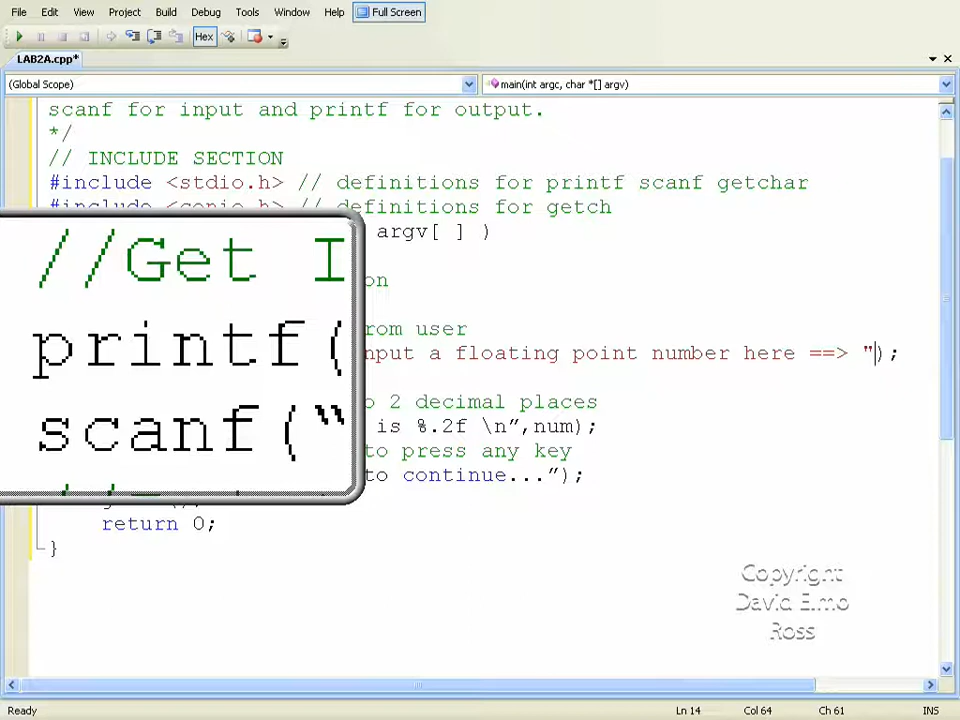 File Edit View Project Build Debug Tools Window Help Full Screen
Hex
LAB2A.cpp*
(Global Scope) main(int argc, char *[] argv)
scanf for input and printf for output.
*/
// INCLUDE SECTION
#include <stdio.h> // definitions for printf scanf getchar
#include <conio.h> // definitions for getch
argv[ ] )
on
rom user
nput a floating point number here ==> ");
o 2 decimal places
is %.2f \n”,num);
to press any key
to continue...”);
return 0;
}
//Get I
printf(
scanf(“
Copyright
David Elmo
Ross
Ready Ln 14 Col 64 Ch 61 INS